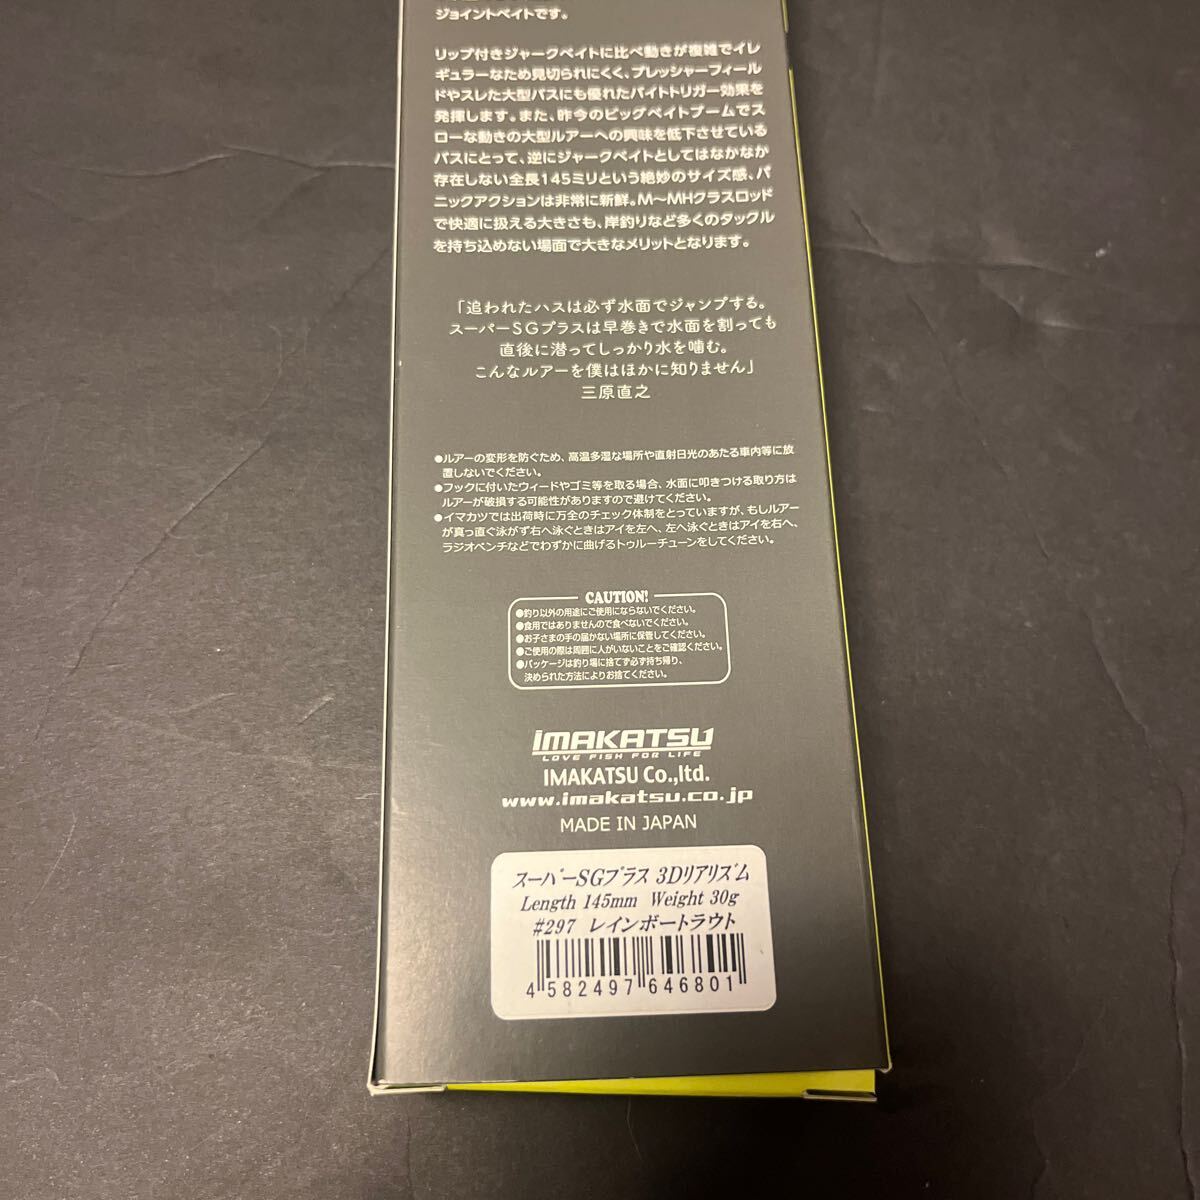 ジョイントベイトです。
リップ付きジャークベイトに比べ動きが複雑でイレ
ギュラーなため見切られにくく、プレッシャーフィール
ドやスレた大型バスにも優れたバイトトリガー効果を
発揮します。また、昨今のビッグベイトブームでス
ローな動きの大型ルアーへの興味を低下させている
バスにとって、逆にジャークベイトとしてはなかなか
存在しない全長145ミリという絶妙のサイズ感、パ
ニックアクションは非常に新鮮。M〜MHクラスロッド
で快適に扱える大きさも、岸釣りなど多くのタックル
を持ち込めない場面で大きなメリットとなります。
「追われたハスは必ず水面でジャンプする。
スーパーSGプラスは早巻きで水面を割っても
直後に潜ってしっかり水を噛む。
こんなルアーを僕はほかに知りません」
三原直之
●ルアーの変形を防ぐため、高温多湿な場所や直射日光のあたる車内等に放
置しないでください。
●フックに付いたウィードやゴミ等を取る場合、水面に叩きつける取り方は
ルアーが破損する可能性がありますので避けてください。
●イマカツでは出荷時に万全のチェック体制をとっていますが、もしルアー
が真っ直ぐ泳がず右へ泳ぐときはアイを左へ、左へ泳ぐときはアイを右へ、
ラジオペンチなどでわずかに曲げるトゥルーチューンをしてください。
CAUTION!
●釣り以外の用途にご使用にならないでください。
●食用ではありませんので食べないでください。
●お子さまの手の届かない場所に保管してください。
●ご使用の際は周囲に人がいないことをご確認ください。
●パッケージは釣り場に捨てず必ず持ち帰り、
決められた方法によりお捨てください。
IMAKATSU
LOVE FISH FOR LIFE
IMAKATSU Co.,ltd.
www.imakatsu.co.jp
MADE IN JAPAN
スーパーSGプラス 3Dリアリズム
Length 145mm Weight 30g
#297 レインボートラウト
4 582497 646801